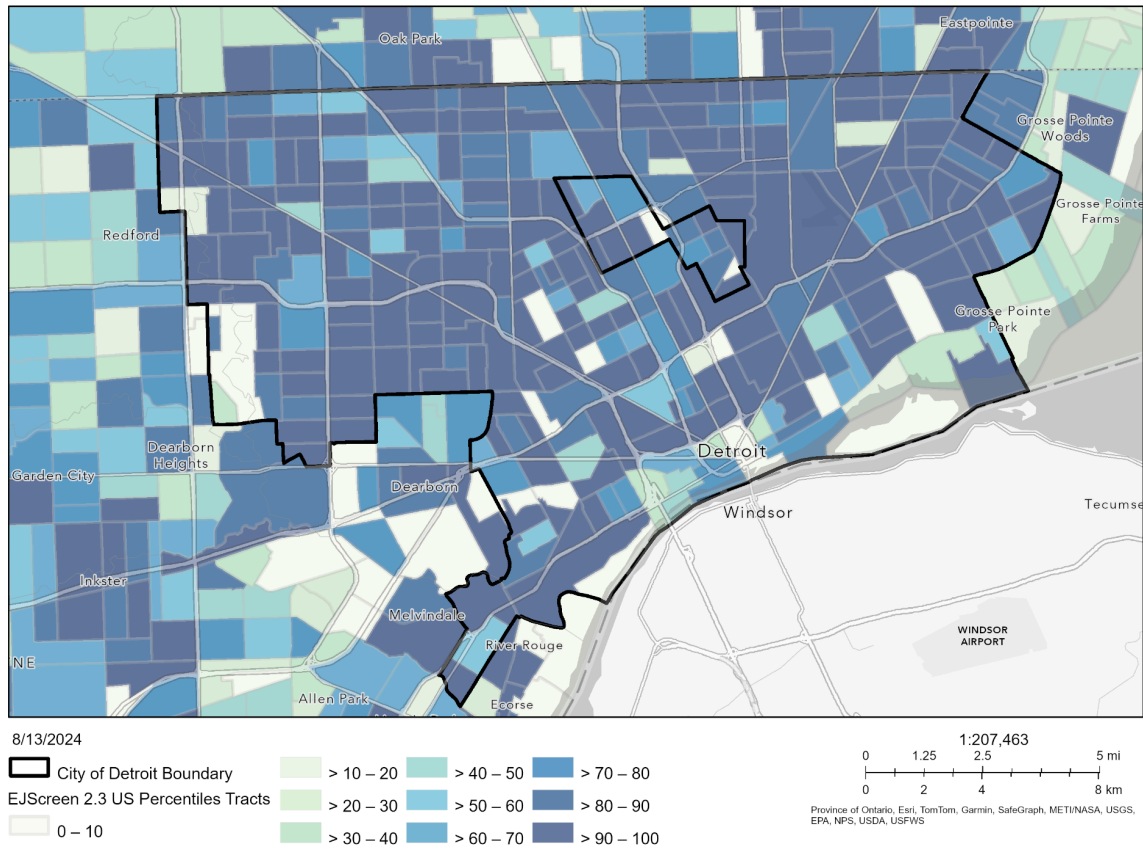 Oak Park
Eastpointe
Grosse Pointe
Woods
Grosse Pointe
Farms
Redford
Grosse Pointe
Park
Dearborn
Heights
Garden City
Dearborn
Detroit
Windsor
Tecumse
Inkster
Melvindale
River Rouge
WINDSOR
AIRPORT
NE
Allen Park
Ecorse
8/13/2024
City of Detroit Boundary
EJScreen 2.3 US Percentiles Tracts
0 – 10
> 10 – 20
> 20 – 30
> 30 – 40
> 40 – 50
> 50 – 60
> 60 – 70
> 70 – 80
> 80 – 90
> 90 – 100
1:207,463
0 1.25 2.5 5 mi
0 2 4 8 km
Province of Ontario, Esri, TomTom, Garmin, SafeGraph, METI/NASA, USGS,
EPA, NPS, USDA, USFWS